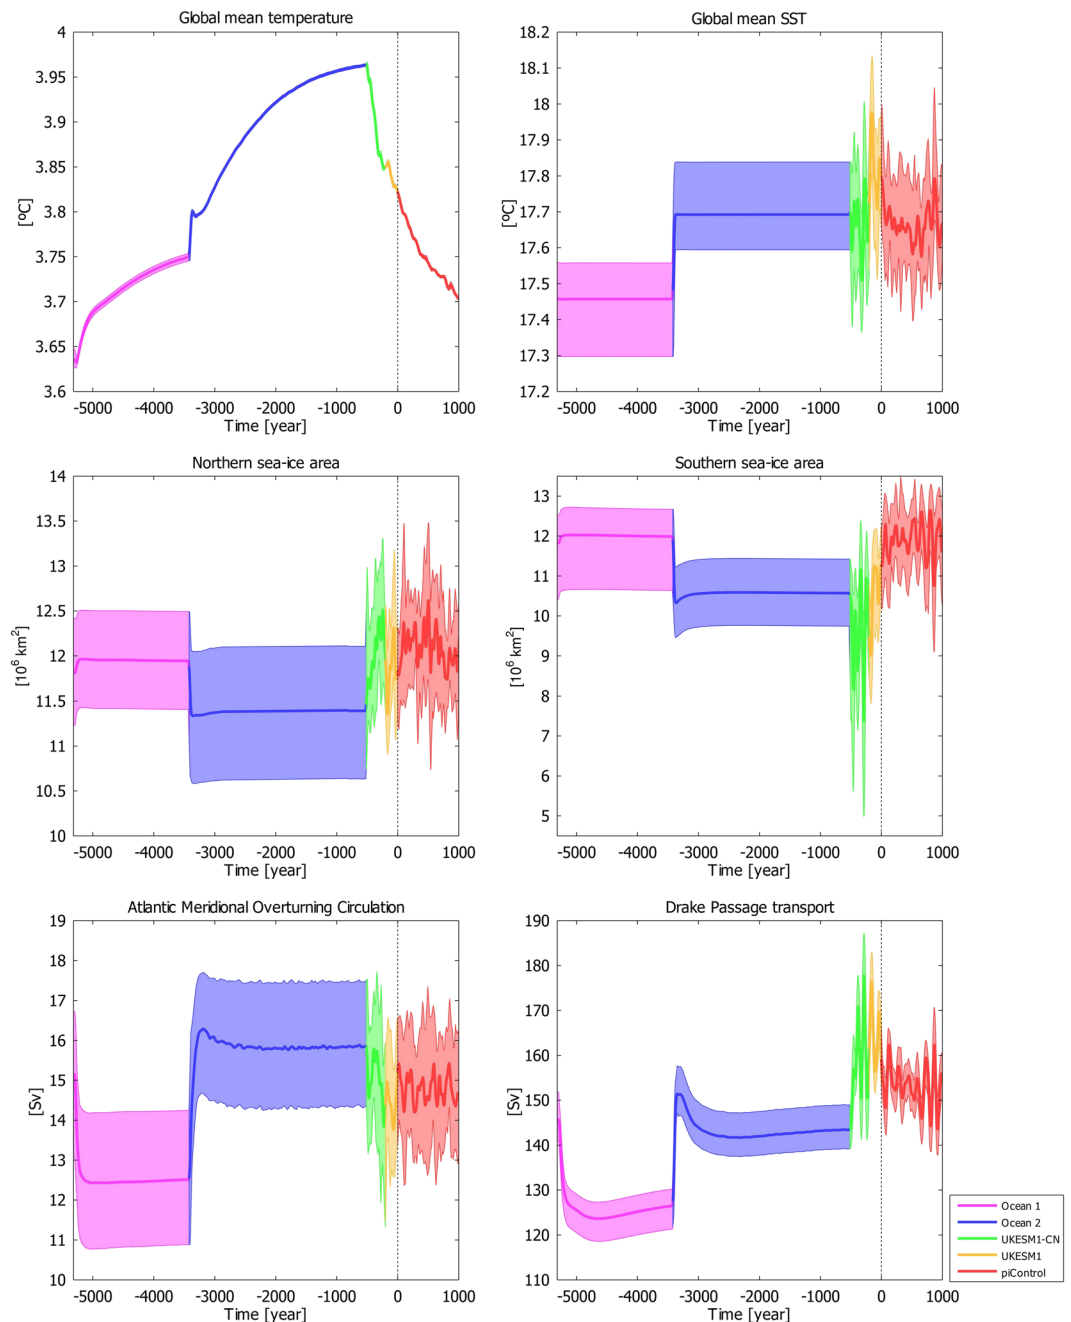 Global mean temperature
4
3.95
3.9
3.85
3.8
3.75
3.7
3.65
3.6
[ºC]
-5000 -4000 -3000 -2000 -1000 0 1000
Time [year]
Global mean SST
18.2
18.1
18
17.9
17.8
17.7
17.6
17.5
17.4
17.3
17.2
[ºC]
-5000 -4000 -3000 -2000 -1000 0 1000
Time [year]
Northern sea-ice area
14
13.5
13
12.5
12
11.5
11
10.5
10
[10⁶ km²]
-5000 -4000 -3000 -2000 -1000 0 1000
Time [year]
Southern sea-ice area
13
12
11
10
9
8
7
6
5
[10⁶ km²]
-5000 -4000 -3000 -2000 -1000 0 1000
Time [year]
Atlantic Meridional Overturning Circulation
19
18
17
16
15
14
13
12
11
10
[Sv]
-5000 -4000 -3000 -2000 -1000 0 1000
Time [year]
Drake Passage transport
190
180
170
160
150
140
130
120
110
[Sv]
-5000 -4000 -3000 -2000 -1000 0 1000
Time [year]
Ocean 1
Ocean 2
UKESM1-CN
UKESM1
piControl